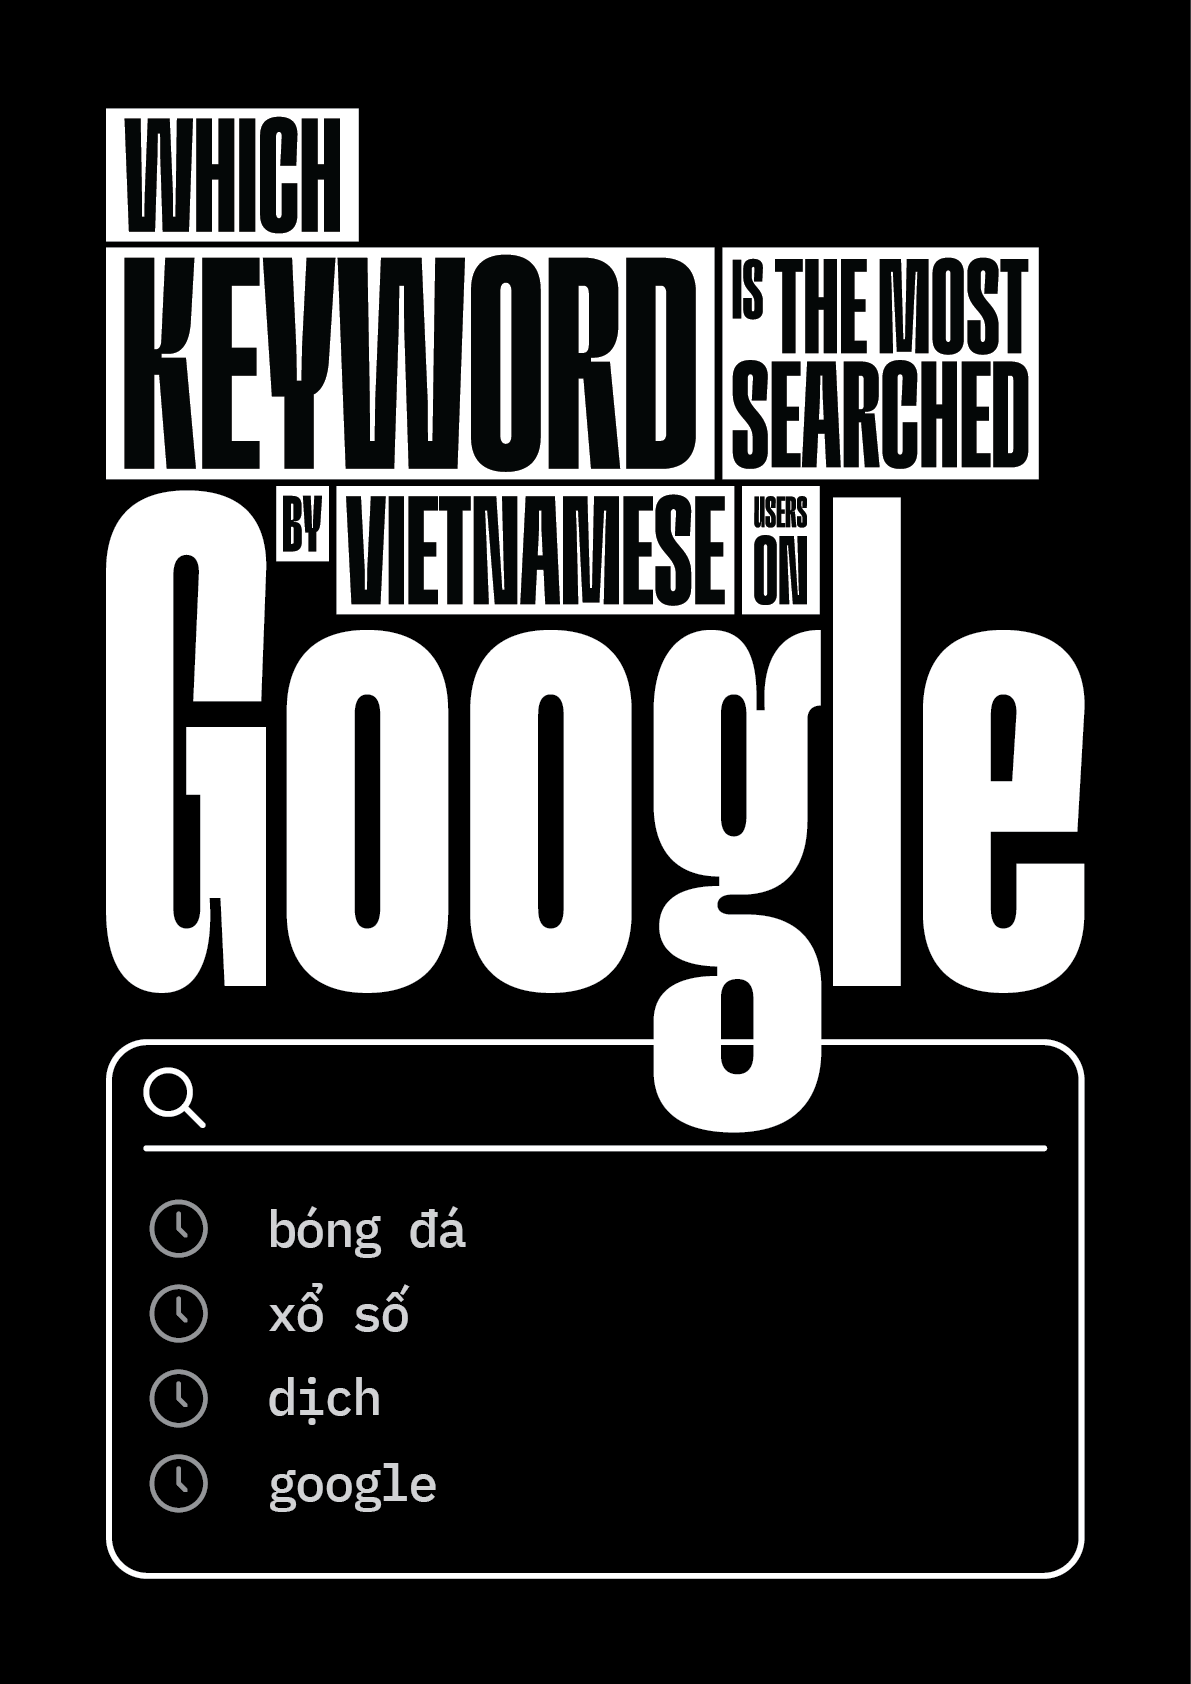 WHICH
KEYWORD IS THE MOST
SEARCHED
BY VIETNAMESE USERS
ON
Google
bóng đá
xổ số
dịch
google